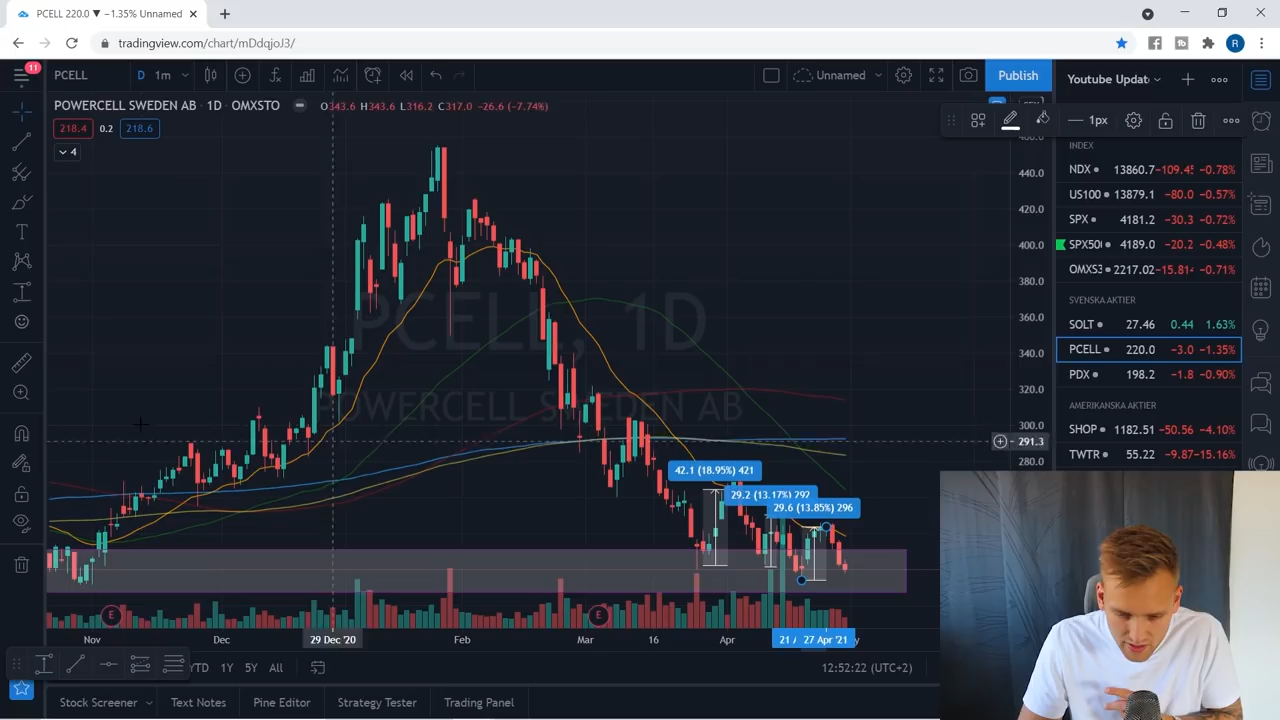 PCELL 220.0 ▼ −1.35% Unnamed
tradingview.com/chart/mDdqjoJ3/
11
PCELL
D 1m
Unnamed
Publish
Youtube Updat
POWERCELL SWEDEN AB · 1D · OMXSTO
O343.6 H343.6 L316.2 C317.0 −26.6 (−7.74%)
218.4 0.2 218.6
4
1px
INDEX
NDX 13860.7 −109.45 −0.78%
US100 13879.1 −80.0 −0.57%
SPX 4181.2 −30.3 −0.72%
SPX50 4189.0 −20.2 −0.48%
OMXS3 2217.02 −15.81 −0.71%
SVENSKA AKTIER
SOLT 27.46 0.44 1.63%
PCELL 220.0 −3.0 −1.35%
PDX 198.2 −1.8 −0.90%
AMERIKANSKA AKTIER
SHOP 1182.51 −50.56 −4.10%
TWTR 55.22 −9.87 −15.16%
460.0
440.0
420.0
400.0
380.0
360.0
340.0
320.0
300.0
291.3
280.0
PCELL, 1D
POWERCELL SWEDEN AB
42.1 (18.95%) 421
29.2 (13.17%) 292
29.6 (13.85%) 296
E
E
Nov Dec 29 Dec '20 Feb Mar 16 Apr 21 27 Apr '21
YTD 1Y 5Y All
12:52:22 (UTC+2)
Stock Screener Text Notes Pine Editor Strategy Tester Trading Panel